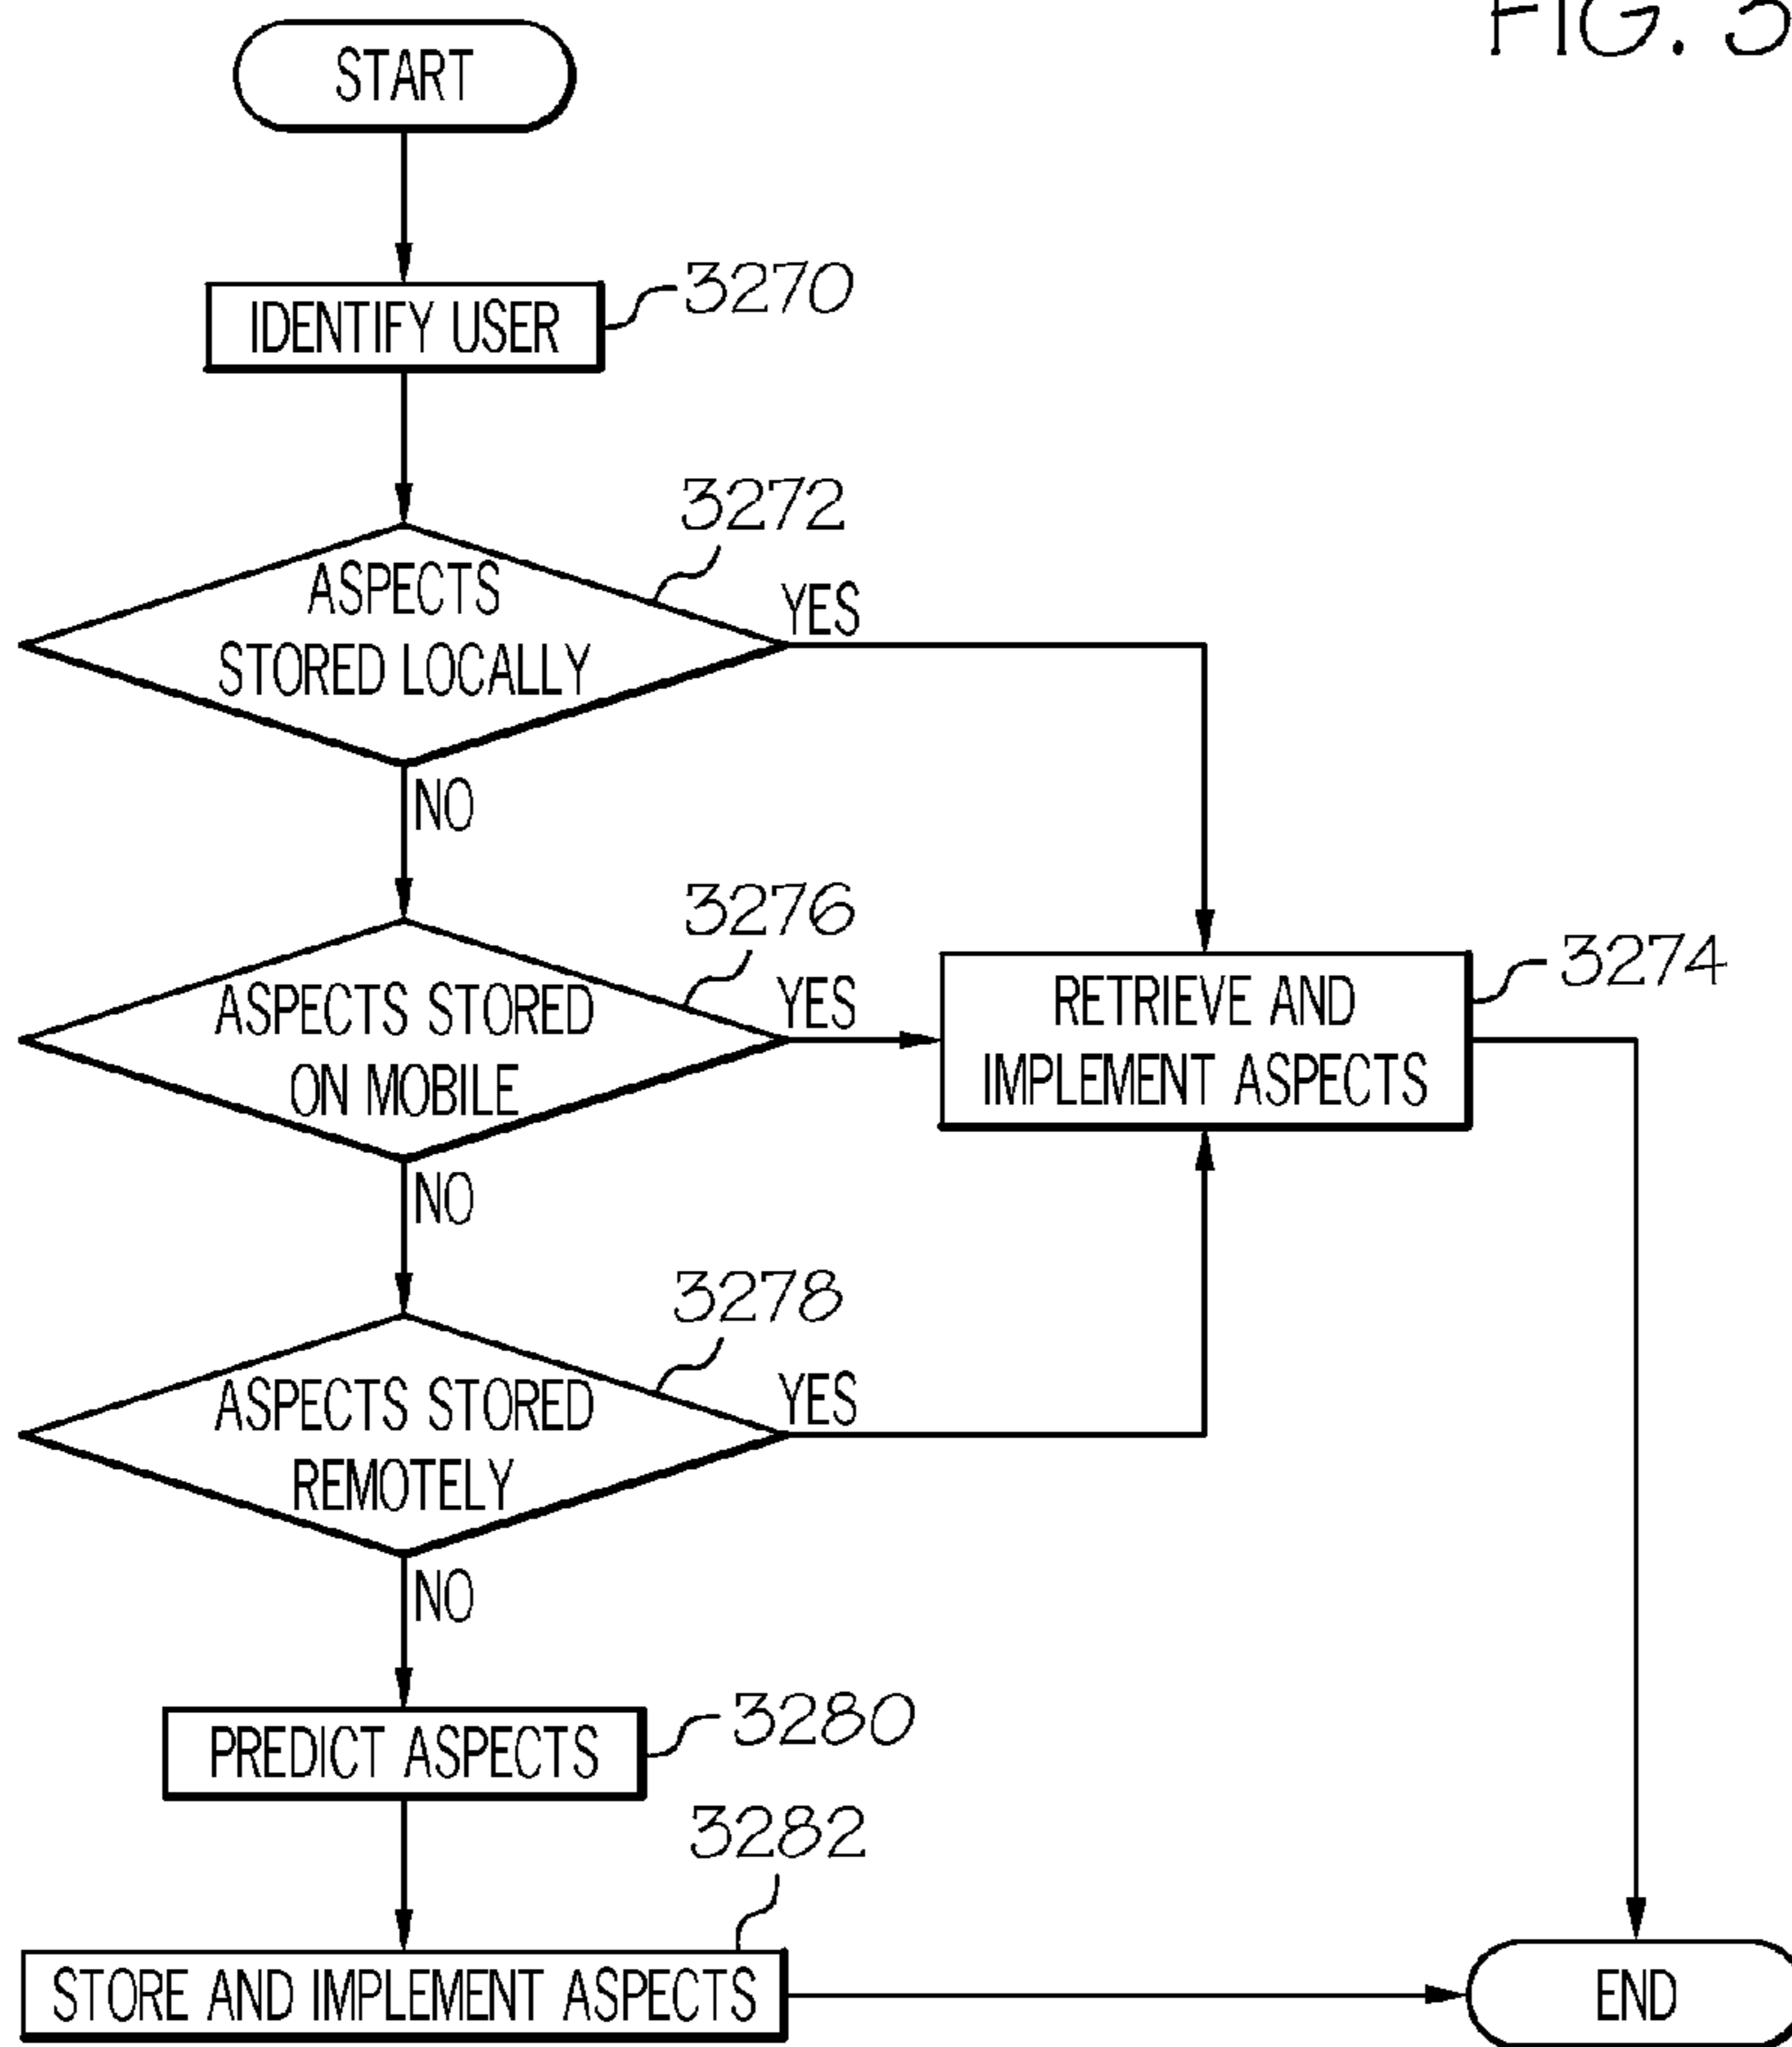 FIG. 3
START
IDENTIFY USER
3270
3272
ASPECTS
STORED LOCALLY
YES
NO
3276
ASPECTS STORED
ON MOBILE
YES
RETRIEVE AND
IMPLEMENT ASPECTS
3274
NO
3278
ASPECTS STORED
REMOTELY
YES
NO
PREDICT ASPECTS
3280
3282
STORE AND IMPLEMENT ASPECTS
END